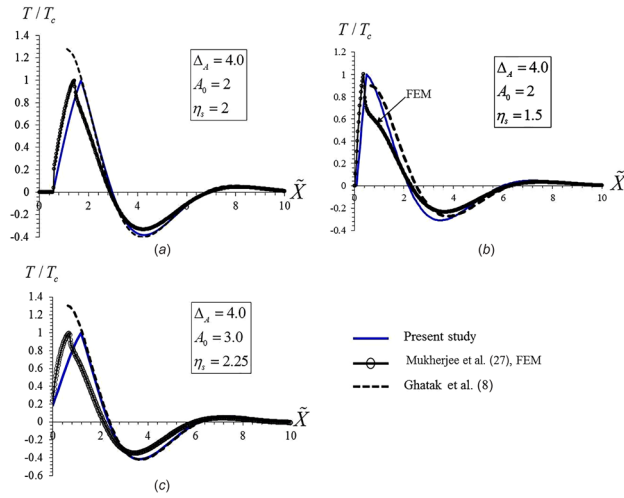 T / T_c
1.4
1.2
1
0.8
0.6
0.4
0.2
0
-0.2
-0.4
0 2 4 6 8 10
X̃
Δ_A = 4.0
A_0 = 2
η_s = 2
(a)
T / T_c
1.2
1
0.8
0.6
0.4
0.2
0
-0.2
-0.4
0 2 4 6 8 10
X̃
FEM
Δ_A = 4.0
A_0 = 2
η_s = 1.5
(b)
T / T_c
1.4
1.2
1
0.8
0.6
0.4
0.2
0
-0.2
-0.4
-0.6
0 2 4 6 8 10
X̃
Δ_A = 4.0
A_0 = 3.0
η_s = 2.25
(c)
Present study
Mukherjee et al. (27), FEM
Ghatak et al. (8)